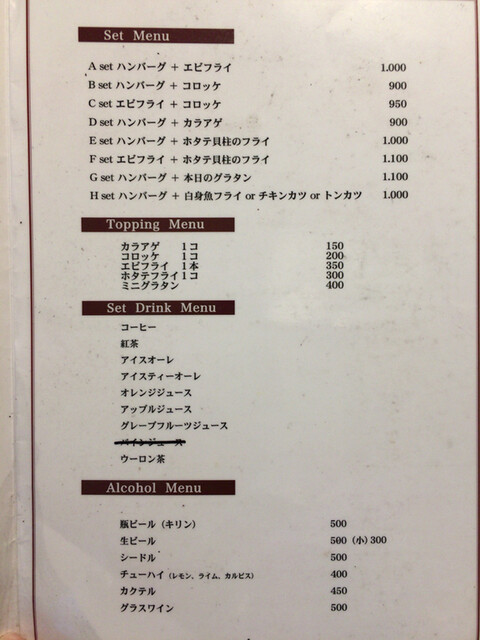 Set Menu
A set ハンバーグ + エビフライ 1.000
B set ハンバーグ + コロッケ 900
C set エビフライ + コロッケ 950
D set ハンバーグ + カラアゲ 900
E set ハンバーグ + ホタテ貝柱のフライ 1.000
F set エビフライ + ホタテ貝柱のフライ 1.100
G set ハンバーグ + 本日のグラタン 1.100
H set ハンバーグ + 白身魚フライ or チキンカツ or トンカツ 1.000
Topping Menu
カラアゲ 1コ 150
コロッケ 1コ 200
エビフライ 1本 350
ホタテフライ 1コ 300
ミニグラタン 400
Set Drink Menu
コーヒー
紅茶
アイスオーレ
アイスティーオーレ
オレンジジュース
アップルジュース
グレープフルーツジュース
パインジュース
ウーロン茶
Alcohol Menu
瓶ビール (キリン) 500
生ビール 500 (小) 300
シードル 500
チューハイ (レモン、ライム、カルピス) 400
カクテル 450
グラスワイン 500